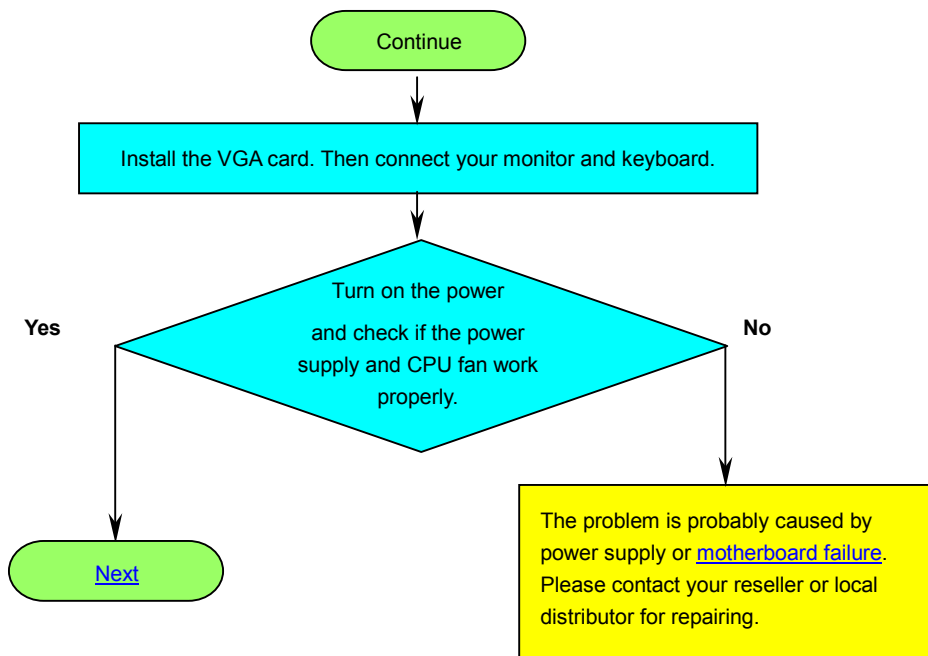 Continue
Install the VGA card. Then connect your monitor and keyboard.
Turn on the power
and check if the power
supply and CPU fan work
properly.
Yes
No
Next
The problem is probably caused by
power supply or motherboard failure.
Please contact your reseller or local
distributor for repairing.